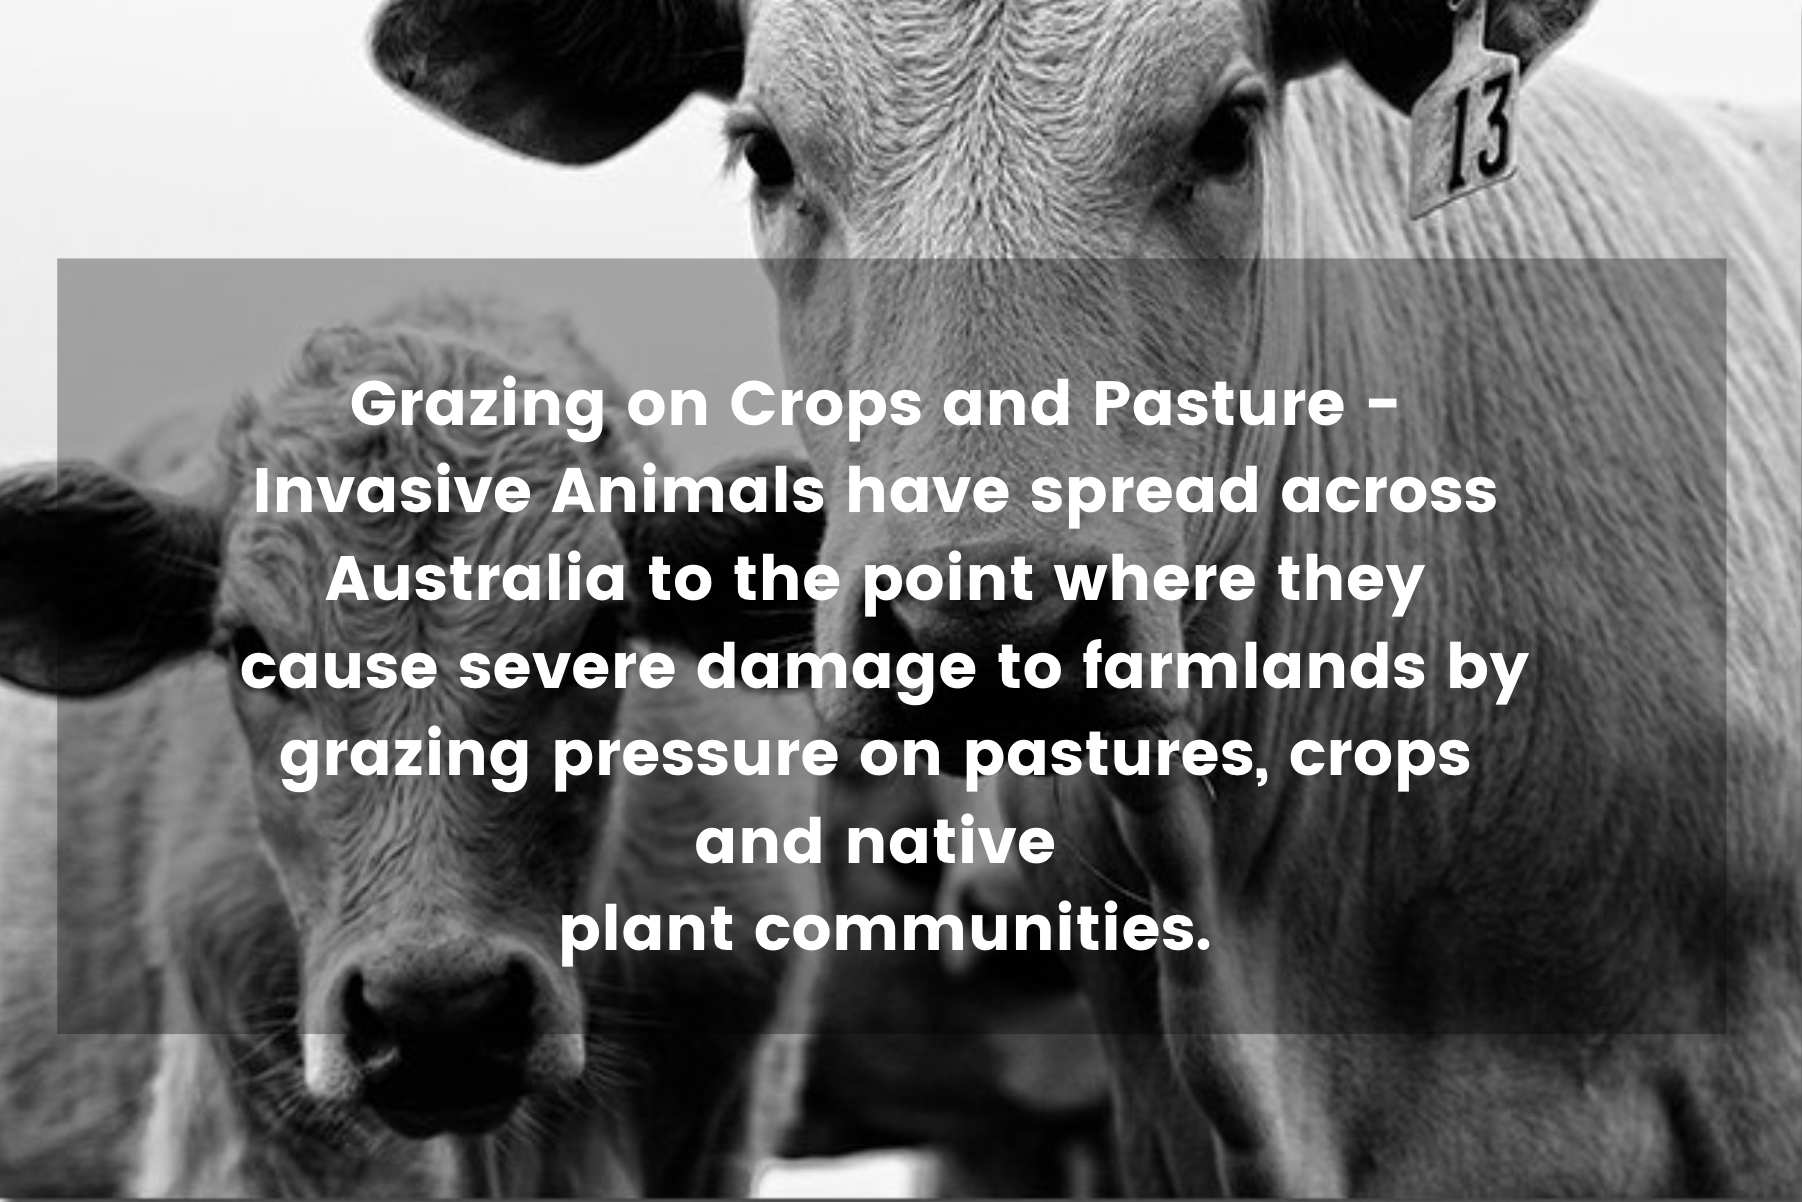 13
Grazing on Crops and Pasture -
Invasive Animals have spread across
Australia to the point where they
cause severe damage to farmlands by
grazing pressure on pastures, crops
and native
plant communities.